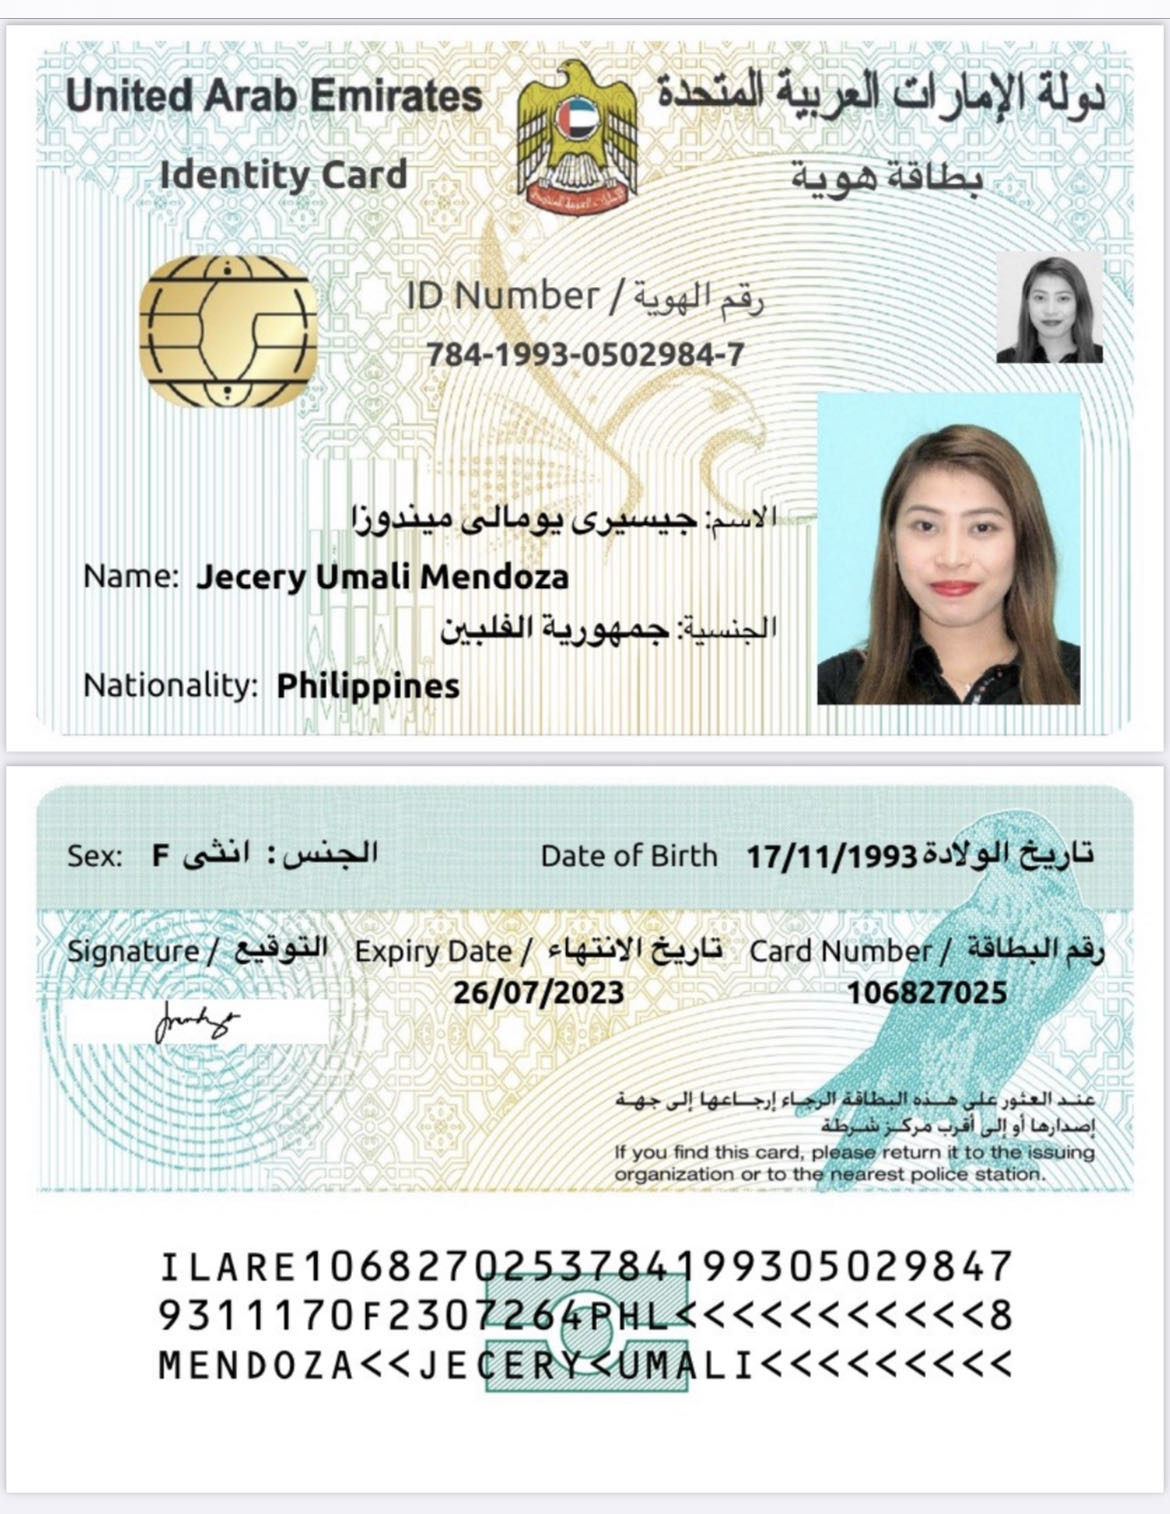 United Arab Emirates دولة الإمارات العربية المتحدة
Identity Card بطاقة هوية
ID Number / رقم الهوية
784-1993-0502984-7
الاسم: جيسيرى يومالى ميندوزا
Name: Jecery Umali Mendoza
الجنسية: جمهورية الفلبين
Nationality: Philippines
Sex: F الجنس: انثى Date of Birth 17/11/1993 تاريخ الولادة
Signature / التوقيع Expiry Date / تاريخ الانتهاء Card Number / رقم البطاقة
26/07/2023 106827025
عند العثور على هذه البطاقة الرجاء إرجاعها إلى جهة
إصدارها أو إلى أقرب مركز شرطة
If you find this card, please return it to the issuing
organization or to the nearest police station.
ILARE1068270253784199305029847
9311170F2307264PHL<<<<<<<<<<<8
MENDOZA<<JECERY<UMALI<<<<<<<<<